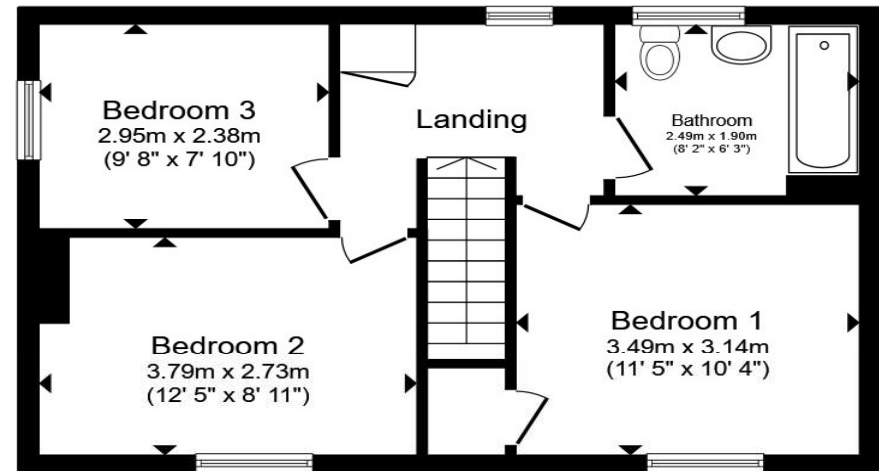 Bedroom 3
2.95m x 2.38m
(9' 8" x 7' 10")
Landing
Bathroom
2.49m x 1.90m
(8' 2" x 6' 3")
Bedroom 2
3.79m x 2.73m
(12' 5" x 8' 11")
Bedroom 1
3.49m x 3.14m
(11' 5" x 10' 4")